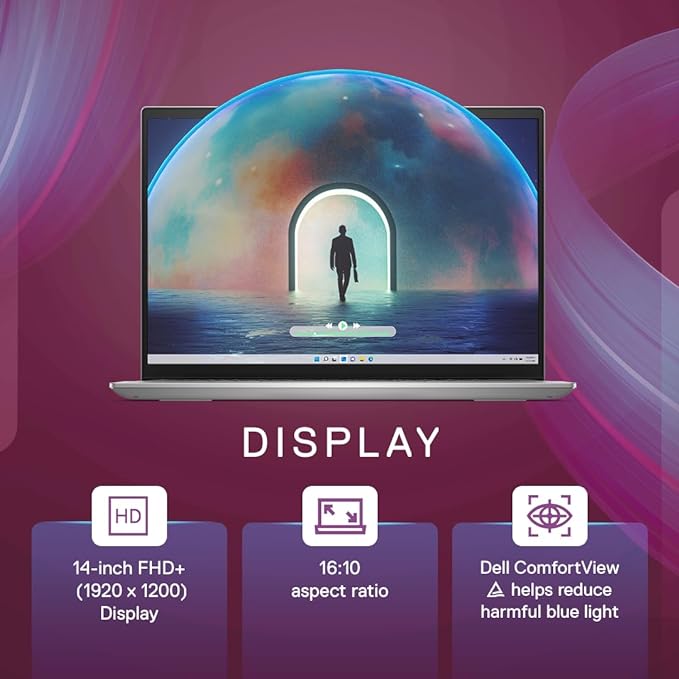 DISPLAY
HD
14-inch FHD+
(1920 x 1200)
Display
16:10
aspect ratio
Dell ComfortView
helps reduce
harmful blue light